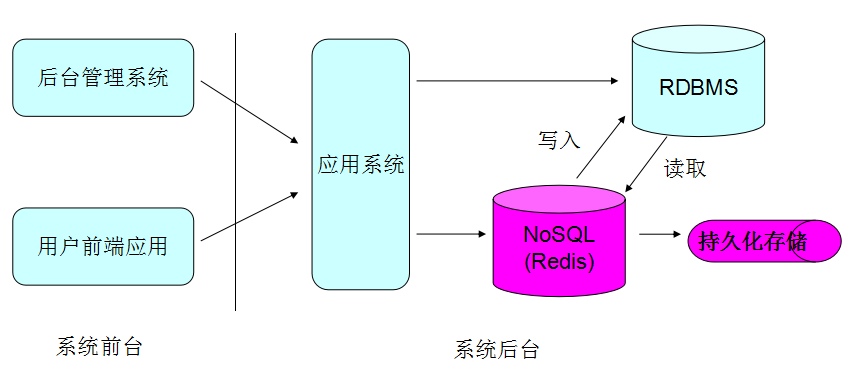 后台管理系统
用户前端应用
系统前台
应用系统
RDBMS
写入
读取
NoSQL
(Redis)
持久化存储
系统后台